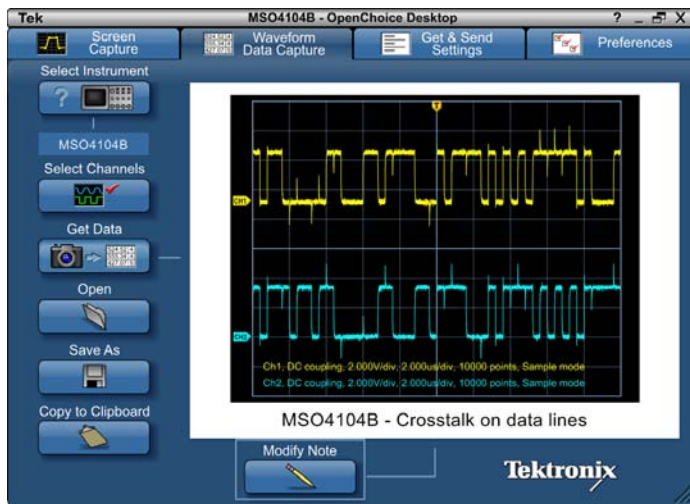 Tek
MSO4104B - OpenChoice Desktop
? _ X
Screen
Capture
Waveform
Data Capture
Get & Send
Settings
Preferences
Select Instrument
?
MSO4104B
Select Channels
Get Data
Open
Save As
Copy to Clipboard
T
CH1
CH2
Ch1, DC coupling, 2.000V/div, 2.000us/div, 10000 points, Sample mode
Ch2, DC coupling, 2.000V/div, 2.000us/div, 10000 points, Sample mode
MSO4104B - Crosstalk on data lines
Modify Note
Tektronix